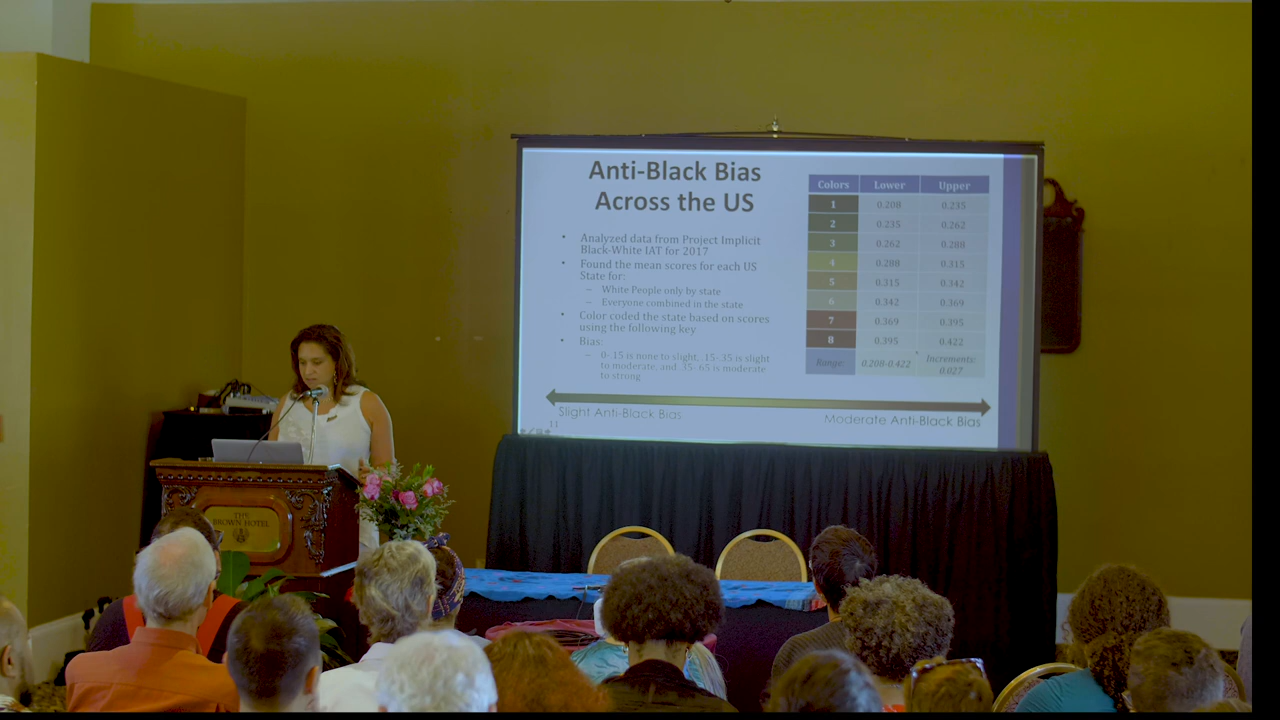 Anti-Black Bias
Across the US
• Analyzed data from Project Implicit
Black-White IAT for 2017
• Found the mean scores for each US
State for:
– White People only by state
– Everyone combined in the state
• Color coded the state based on scores
using the following key
• Bias:
– 0-.15 is none to slight, .15-.35 is slight
to moderate, and .35-.65 is moderate
to strong
Colors Lower Upper
1 0.208 0.235
2 0.235 0.262
3 0.262 0.288
4 0.288 0.315
5 0.315 0.342
6 0.342 0.369
7 0.369 0.395
8 0.395 0.422
Range: 0.208-0.422 Increments:
0.027
Slight Anti-Black Bias
Moderate Anti-Black Bias
11
THE
BROWN HOTEL